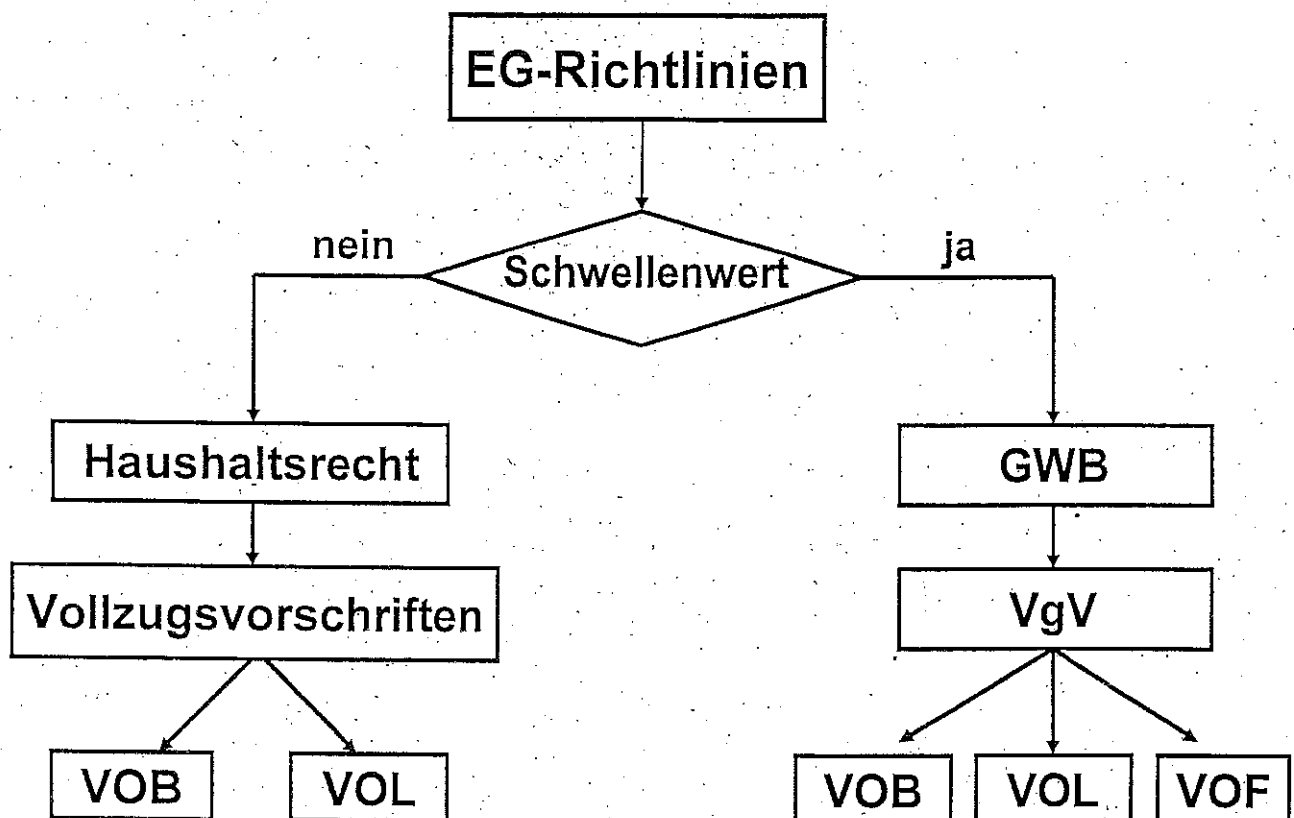 EG-Richtlinien
nein
Schwellenwert
ja
Haushaltsrecht
GWB
Vollzugsvorschriften
VgV
VOB
VOL
VOB
VOL
VOF